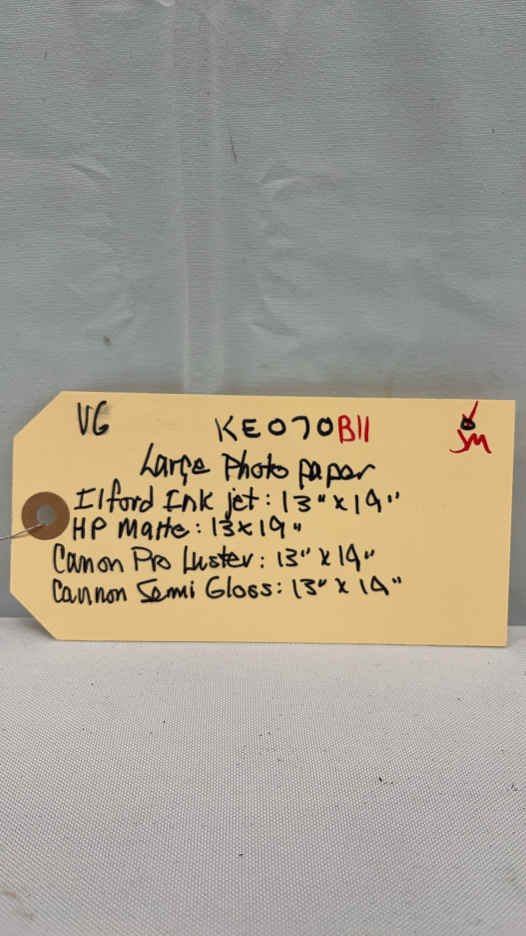 VG
KE070B11
JM
Large Photo paper
Ilford Ink jet: 13" x 19"
HP Matte: 13x19"
Canon Pro Luster: 13" x 19"
Cannon Semi Gloss: 13" x 19"